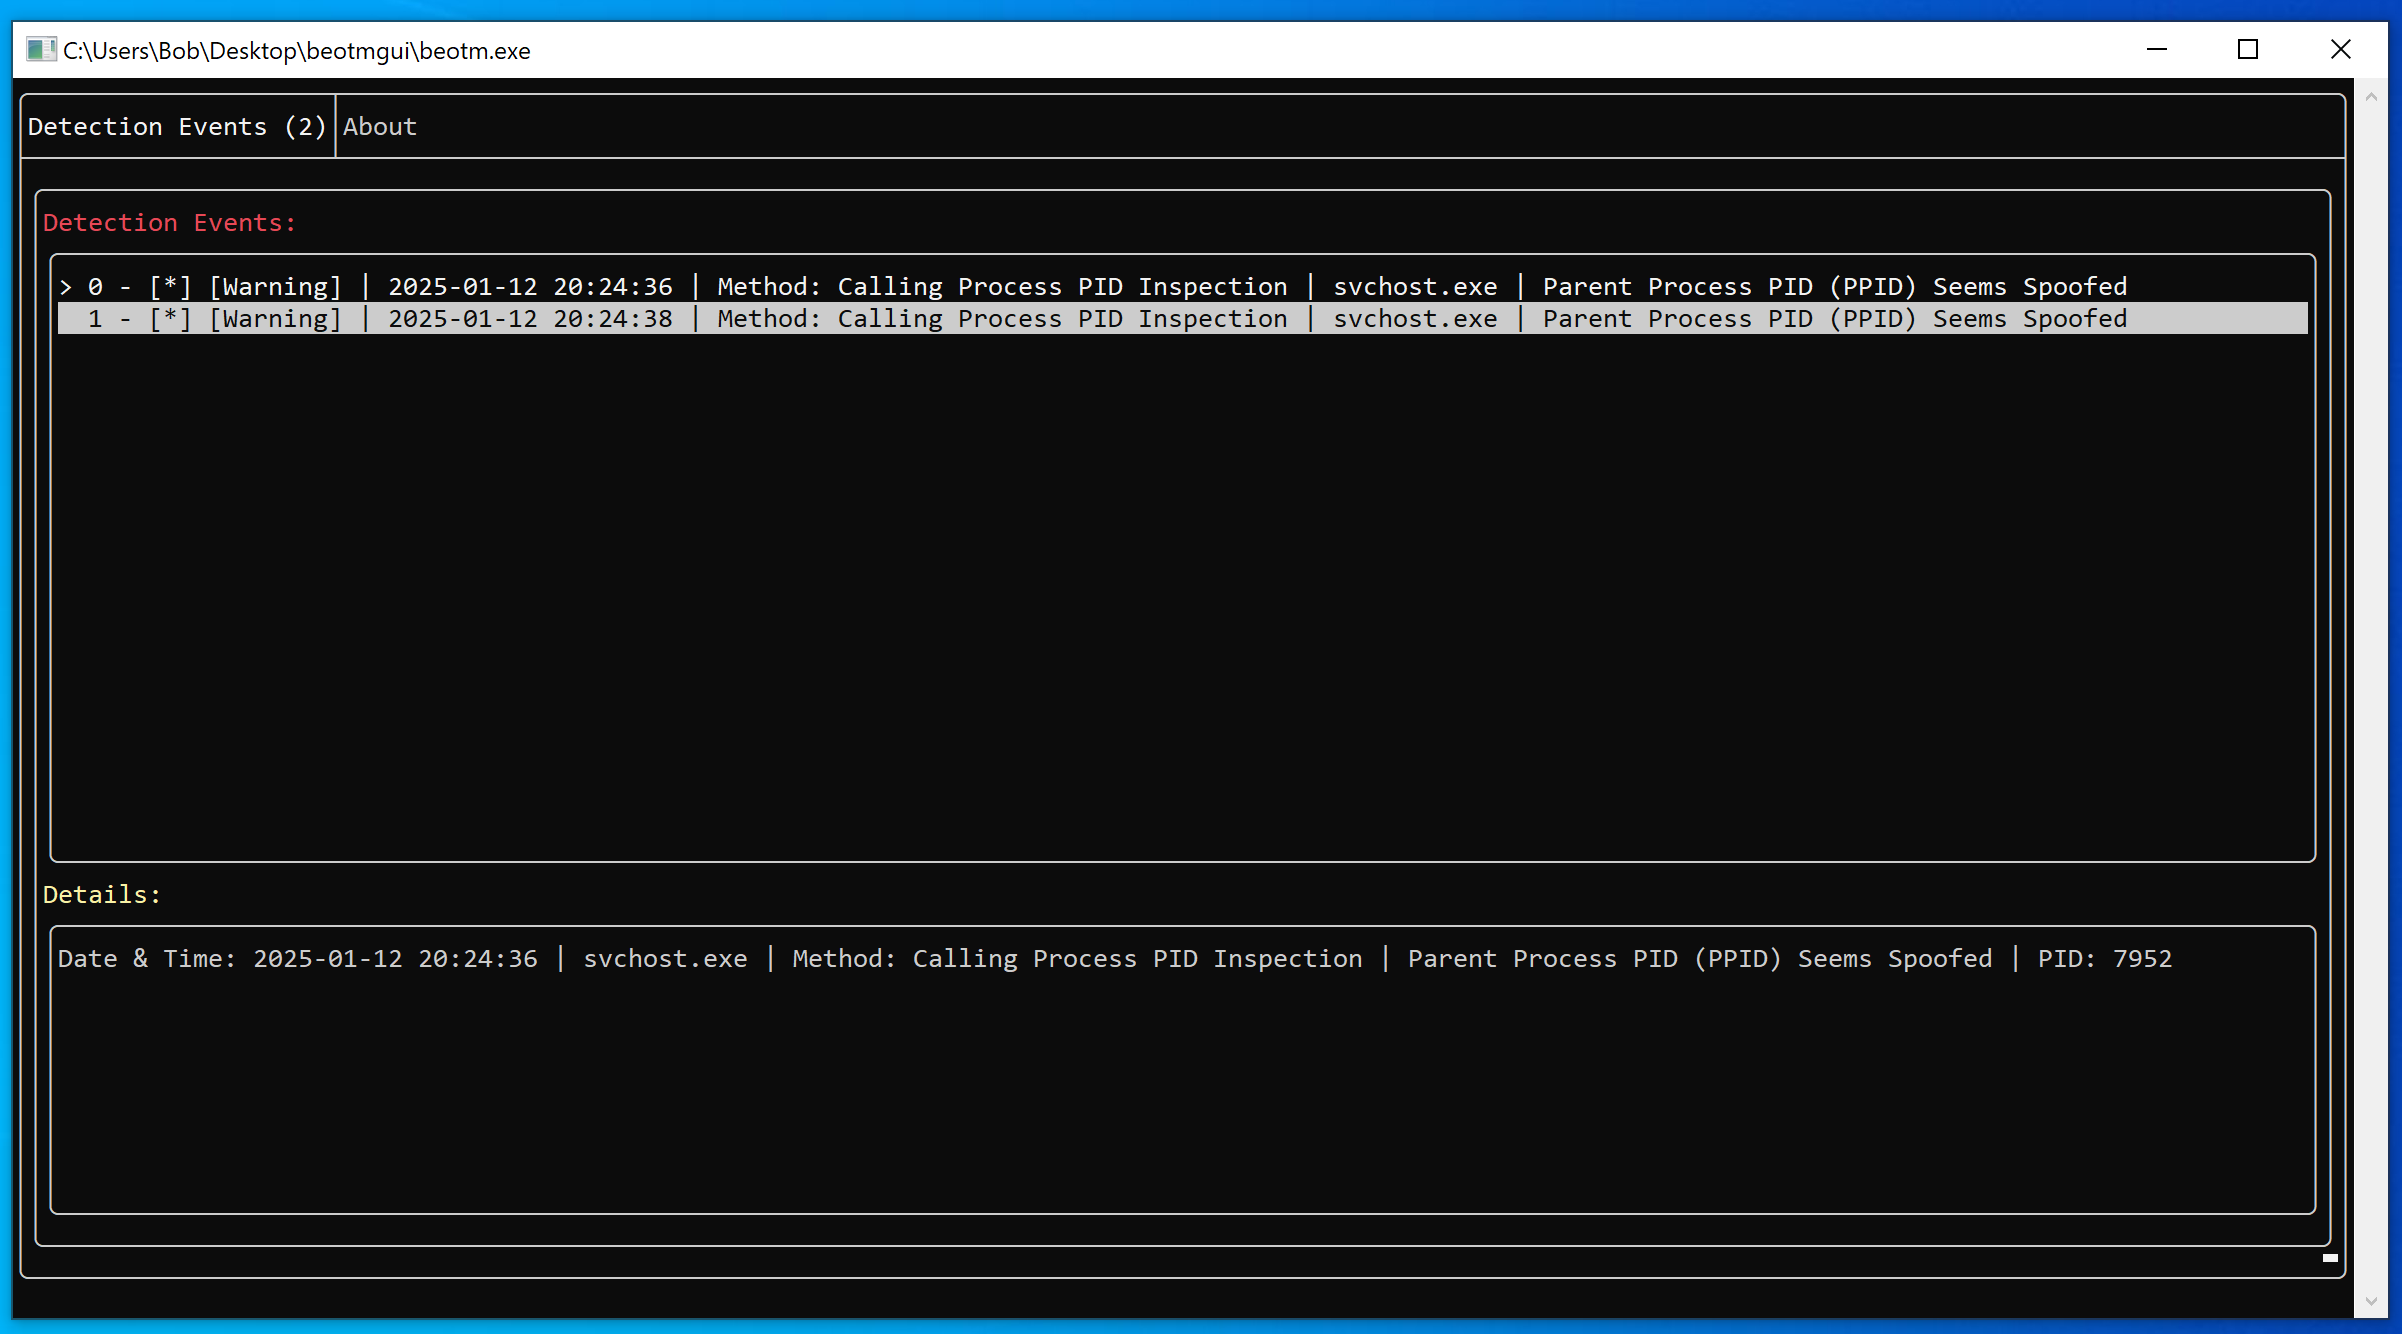 C:\Users\Bob\Desktop\beotmgui\beotm.exe
Detection Events (2) │ About
Detection Events:
> 0 - [*] [Warning] | 2025-01-12 20:24:36 | Method: Calling Process PID Inspection | svchost.exe | Parent Process PID (PPID) Seems Spoofed
1 - [*] [Warning] | 2025-01-12 20:24:38 | Method: Calling Process PID Inspection | svchost.exe | Parent Process PID (PPID) Seems Spoofed
Details:
Date & Time: 2025-01-12 20:24:36 | svchost.exe | Method: Calling Process PID Inspection | Parent Process PID (PPID) Seems Spoofed | PID: 7952